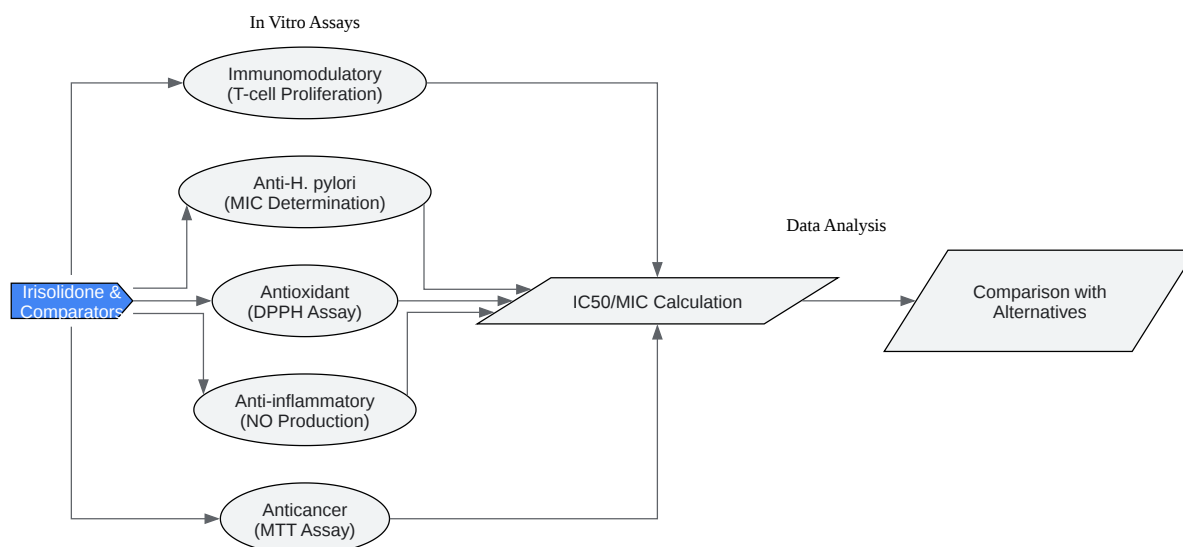 In Vitro Assays
Immunomodulatory
(T-cell Proliferation)
Anti-H. pylori
(MIC Determination)
Data Analysis
Irisolidone &
Comparators
Antioxidant
(DPPH Assay)
IC50/MIC Calculation
Comparison with
Alternatives
Anti-inflammatory
(NO Production)
Anticancer
(MTT Assay)